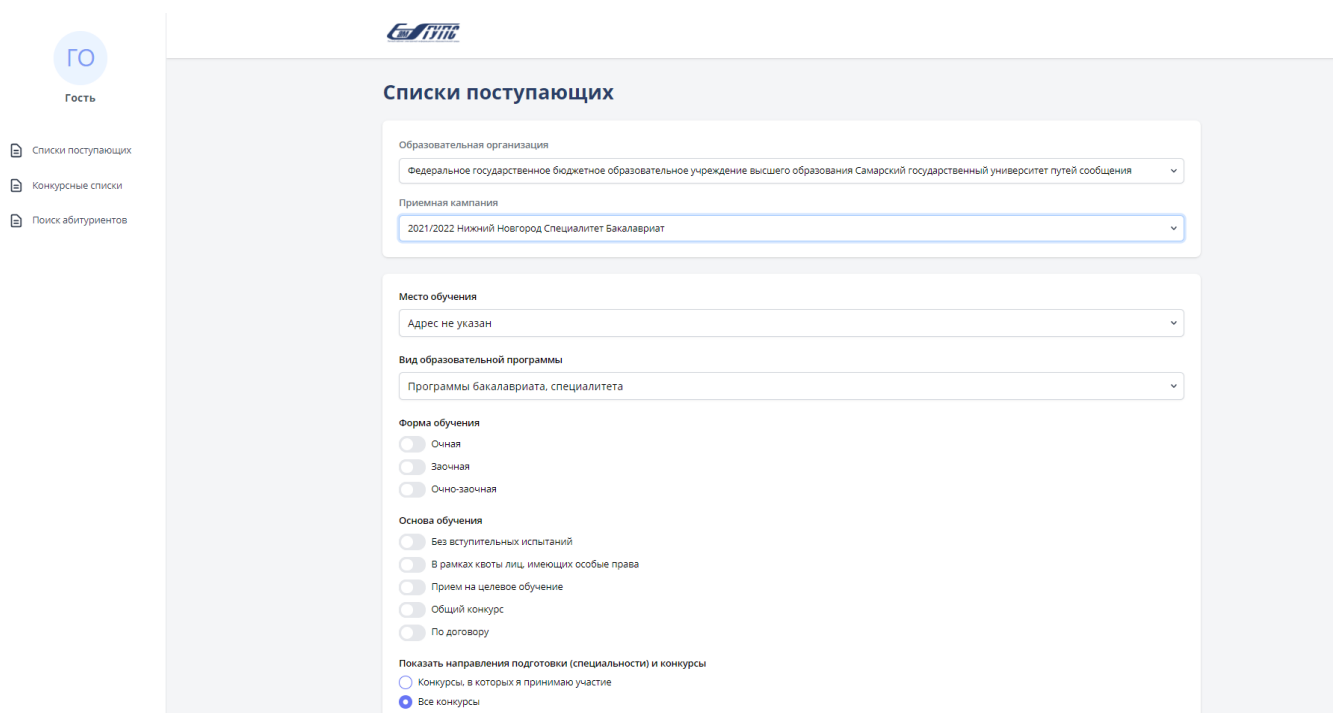 ГО
Гость
Списки поступающих
Конкурсные списки
Поиск абитуриентов
СамГУПС
Списки поступающих
Образовательная организация
Федеральное государственное бюджетное образовательное учреждение высшего образования Самарский государственный университет путей сообщения
Приемная кампания
2021/2022 Нижний Новгород Специалитет Бакалавриат
Место обучения
Адрес не указан
Вид образовательной программы
Программы бакалавриата, специалитета
Форма обучения
Очная
Заочная
Очно-заочная
Основа обучения
Без вступительных испытаний
В рамках квоты лиц, имеющих особые права
Прием на целевое обучение
Общий конкурс
По договору
Показать направления подготовки (специальности) и конкурсы
Конкурсы, в которых я принимаю участие
Все конкурсы